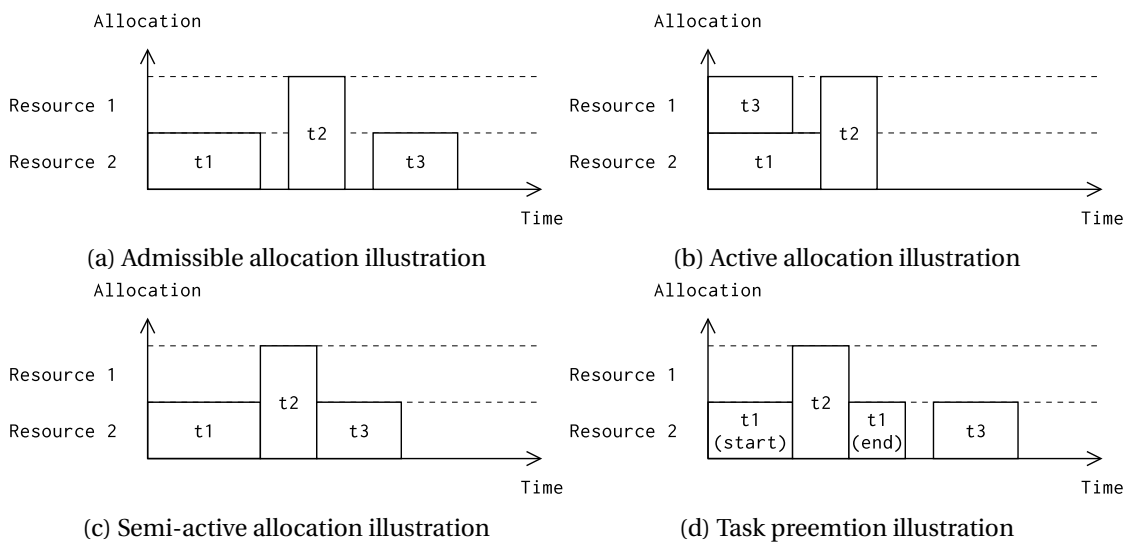 Allocation
Resource 1
Resource 2
t1
t2
t3
Time
(a) Admissible allocation illustration
Allocation
Resource 1
Resource 2
t3
t1
t2
Time
(b) Active allocation illustration
Allocation
Resource 1
Resource 2
t1
t2
t3
Time
(c) Semi-active allocation illustration
Allocation
Resource 1
Resource 2
t1
(start)
t2
t1
(end)
t3
Time
(d) Task preemtion illustration